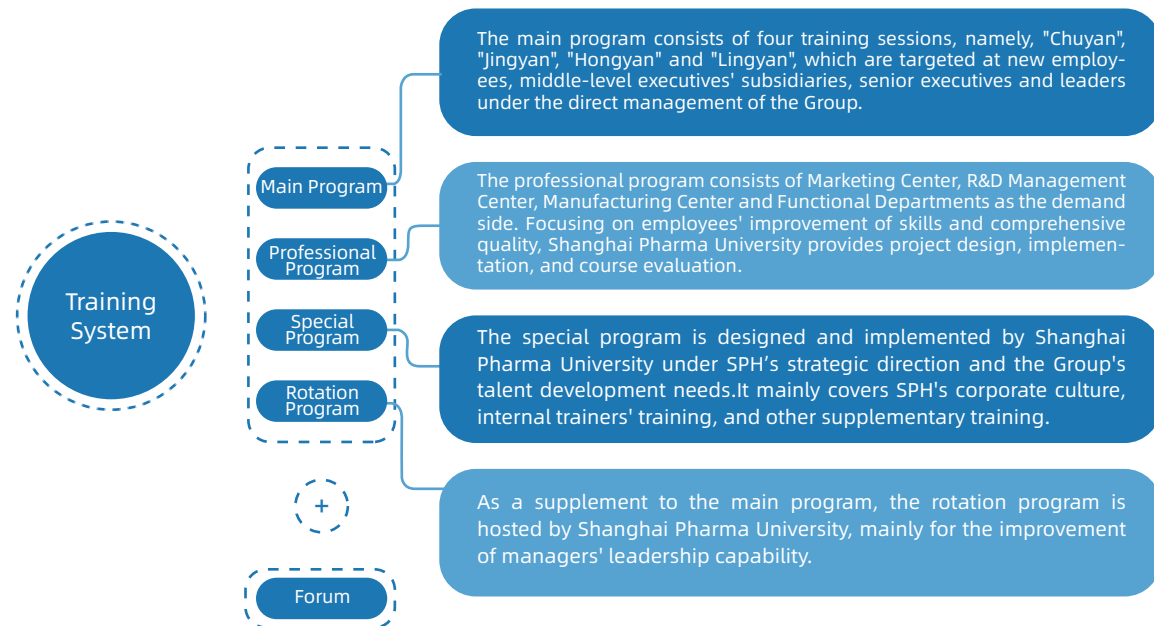 Training
System
Main Program
Professional
Program
Special
Program
Rotation
Program
+
Forum
The main program consists of four training sessions, namely, "Chuyan",
"Jingyan", "Hongyan" and "Lingyan", which are targeted at new employ-
ees, middle-level executives' subsidiaries, senior executives and leaders
under the direct management of the Group.
The professional program consists of Marketing Center, R&D Management
Center, Manufacturing Center and Functional Departments as the demand
side. Focusing on employees' improvement of skills and comprehensive
quality, Shanghai Pharma University provides project design, implemen-
tation, and course evaluation.
The special program is designed and implemented by Shanghai
Pharma University under SPH’s strategic direction and the Group's
talent development needs.It mainly covers SPH's corporate culture,
internal trainers' training, and other supplementary training.
As a supplement to the main program, the rotation program is
hosted by Shanghai Pharma University, mainly for the improvement
of managers' leadership capability.